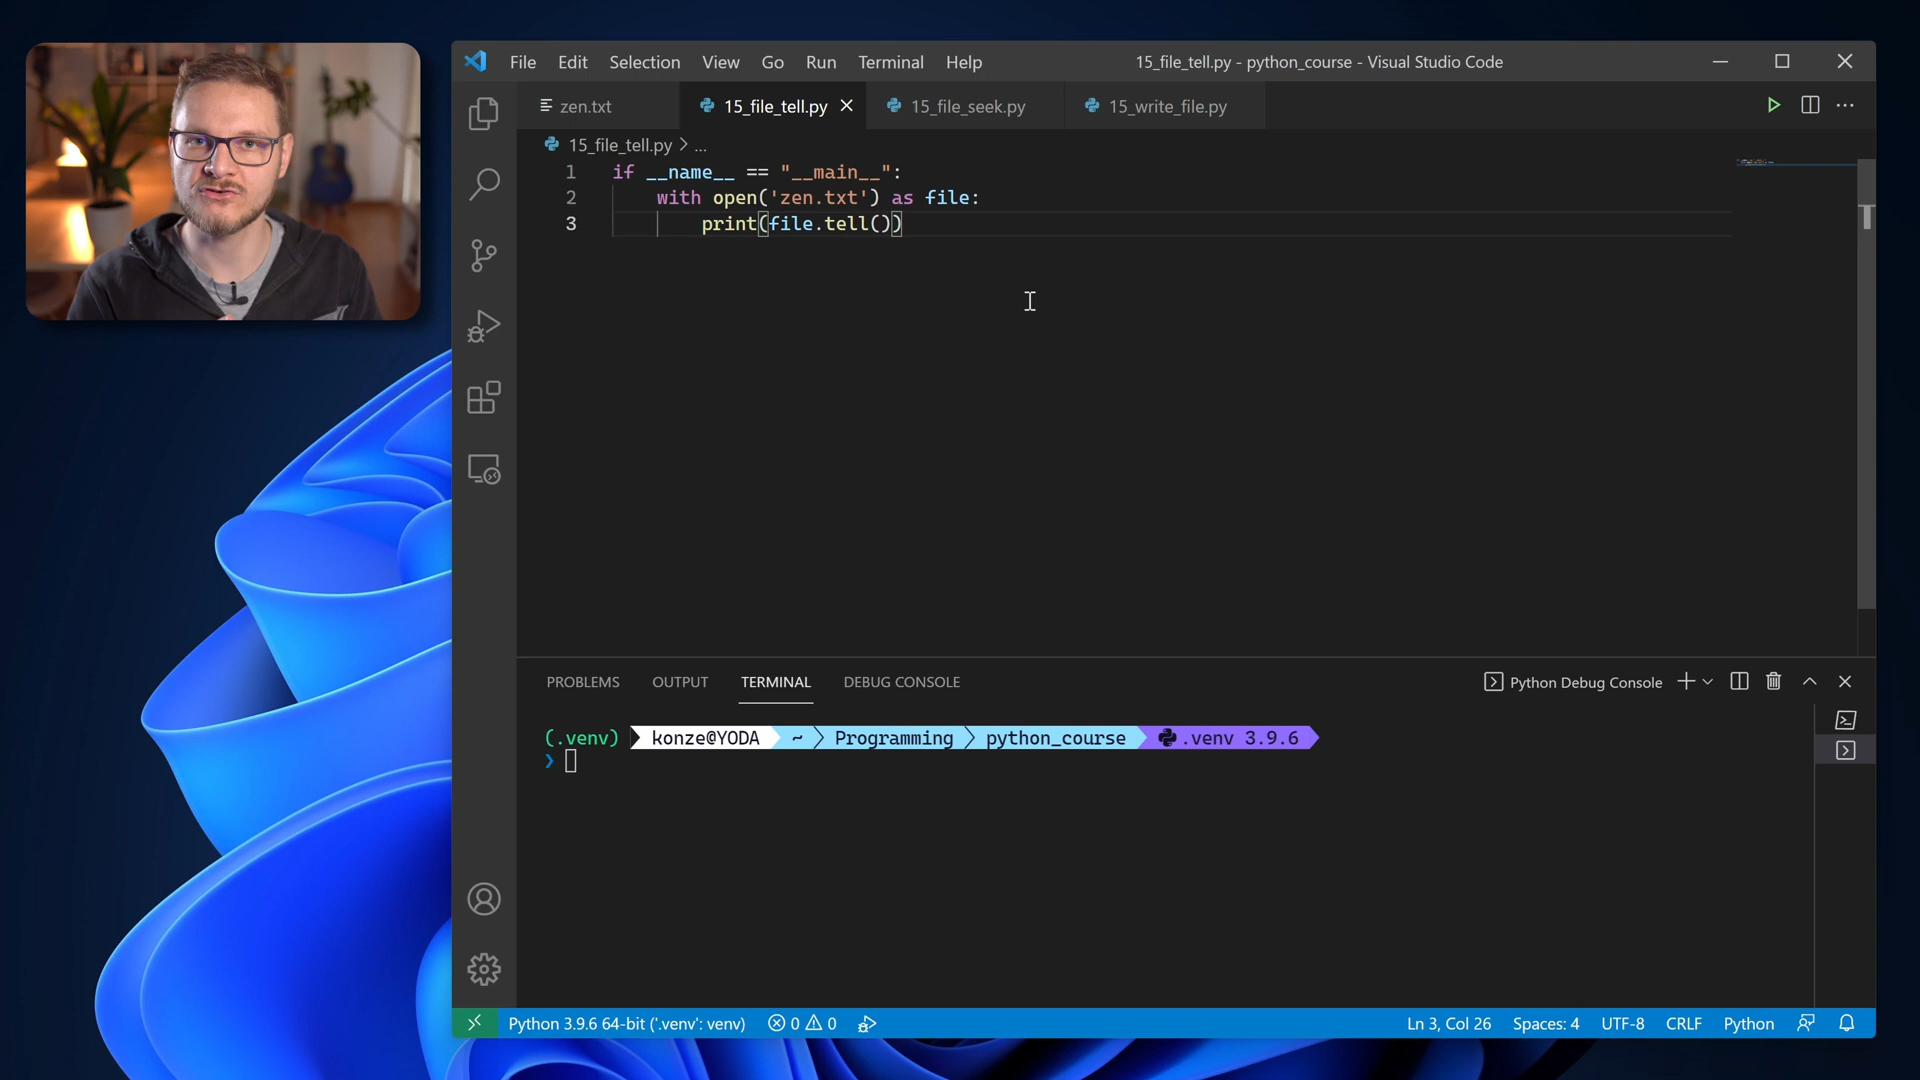 File Edit Selection View Go Run Terminal Help 15_file_tell.py - python_course - Visual Studio Code
zen.txt 15_file_tell.py 15_file_seek.py 15_write_file.py
15_file_tell.py > ...
1 if __name__ == "__main__":
2 with open('zen.txt') as file:
3 print(file.tell())
PROBLEMS OUTPUT TERMINAL DEBUG CONSOLE Python Debug Console
(.venv) konze@YODA ~ Programming python_course .venv 3.9.6
❯
Python 3.9.6 64-bit ('.venv': venv) 0 0 Ln 3, Col 26 Spaces: 4 UTF-8 CRLF Python